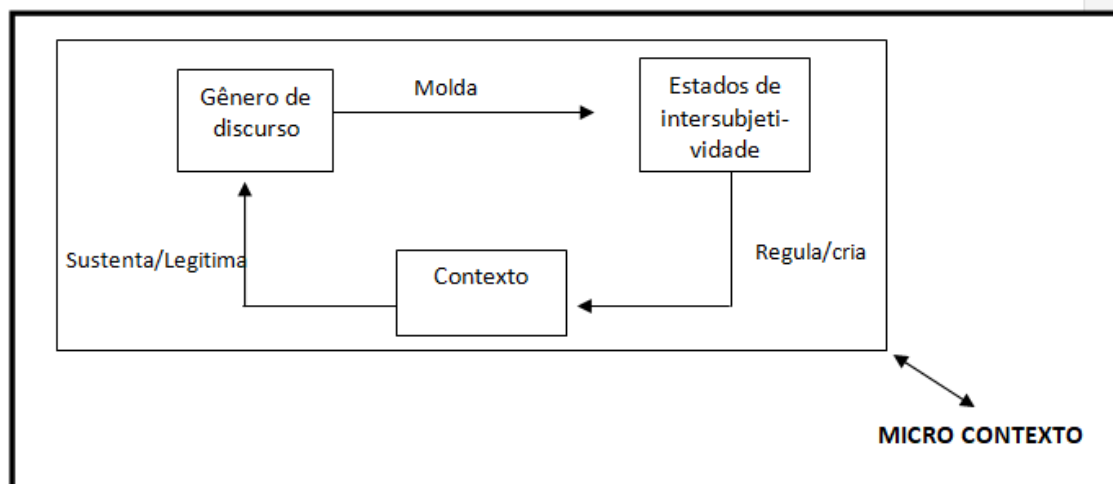 Gênero de
discurso
Molda
Estados de
intersubjeti-
vidade
Sustenta/Legitima
Contexto
Regula/cria
MICRO CONTEXTO